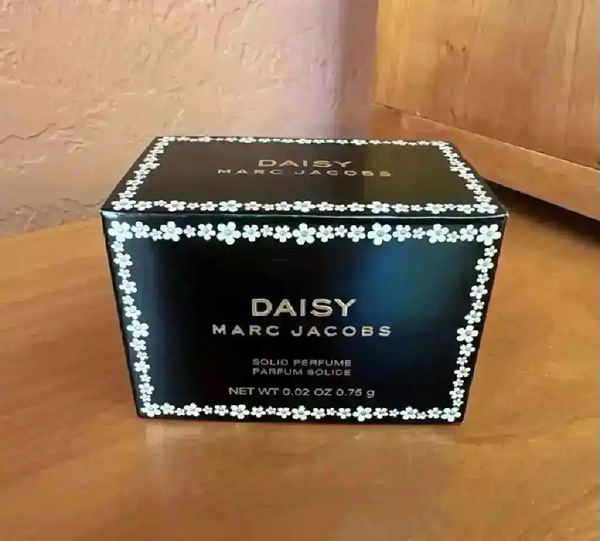 DAISY
MARC JACOBS
DAISY
MARC JACOBS
SOLID PERFUME
PARFUM SOLIDE
NET WT 0.02 OZ 0.75 g